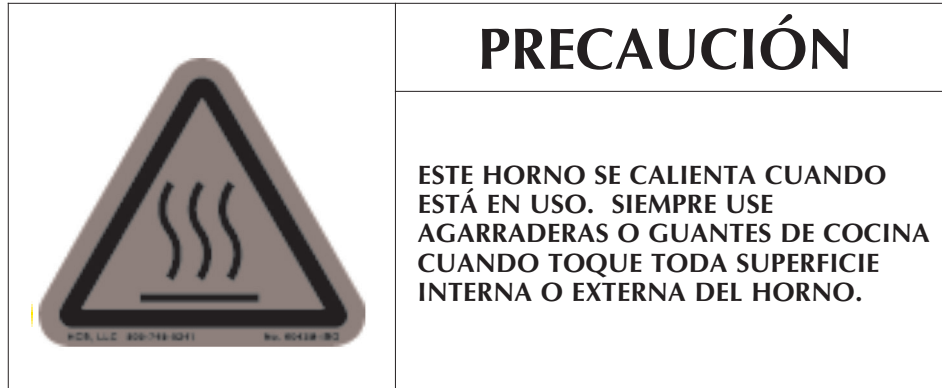 PRECAUCIÓN
ESTE HORNO SE CALIENTA CUANDO
ESTÁ EN USO.  SIEMPRE USE
AGARRADERAS O GUANTES DE COCINA
CUANDO TOQUE TODA SUPERFICIE
INTERNA O EXTERNA DEL HORNO.